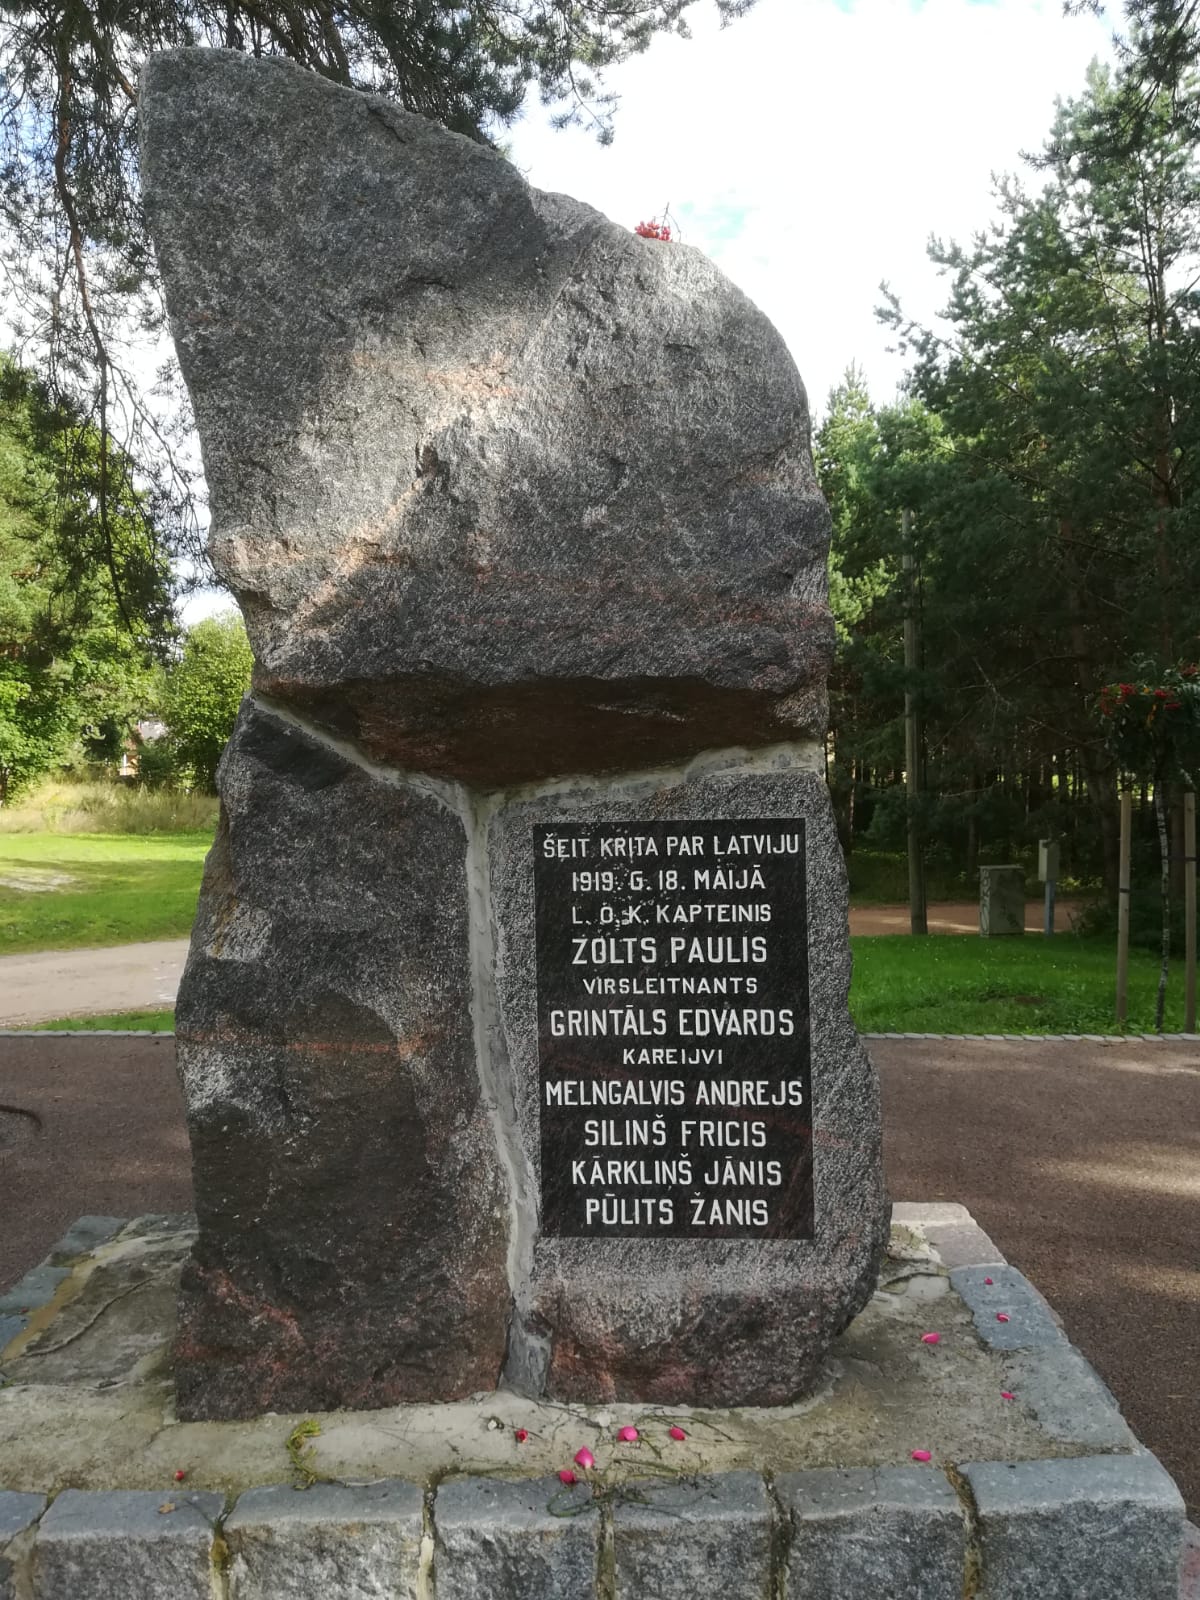 ŠEIT KRITA PAR LATVIJU
1919. G. 18. MAIJĀ
L. O. K. KAPTEINIS
ZOLTS PAULIS
VIRSLEITNANTS
GRINTĀLS EDVARDS
KAREIJVI
MELNGALVIS ANDREJS
SILIŅŠ FRICIS
KĀRKLIŅŠ JĀNIS
PŪLITS ŽANIS